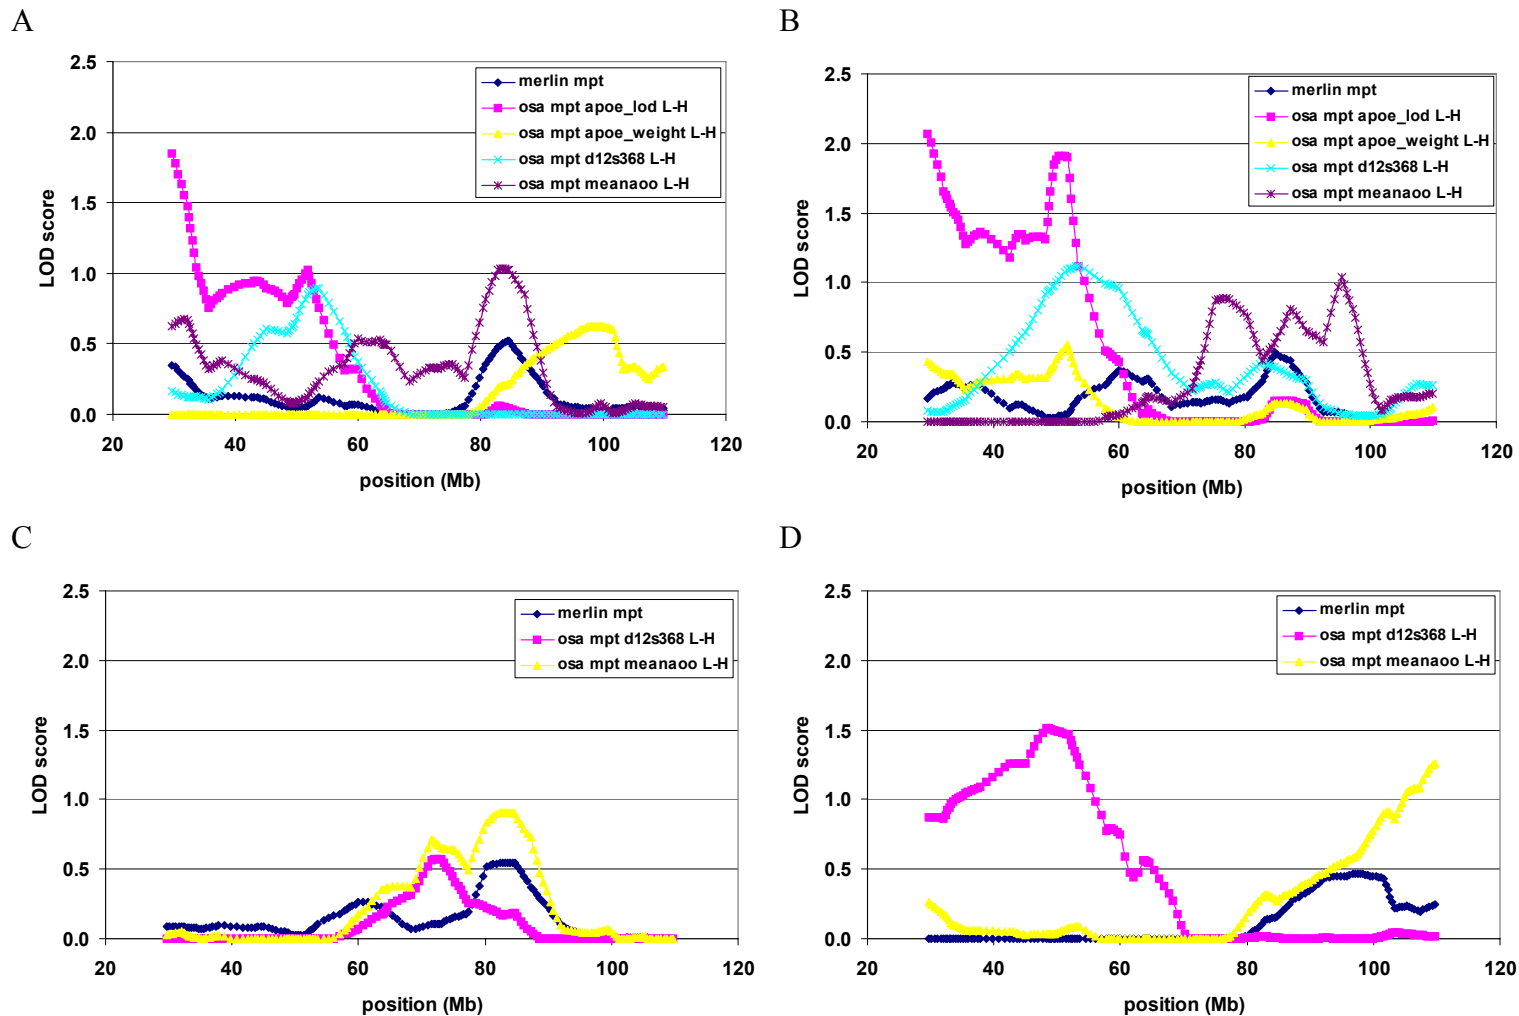 A
2.5
2.0
1.5
1.0
0.5
0.0
LOD score
20 40 60 80 100 120
position (Mb)
merlin mpt
osa mpt apoe_lod L-H
osa mpt apoe_weight L-H
osa mpt d12s368 L-H
osa mpt meanaoo L-H
B
2.5
2.0
1.5
1.0
0.5
0.0
LOD score
20 40 60 80 100 120
position (Mb)
merlin mpt
osa mpt apoe_lod L-H
osa mpt apoe_weight L-H
osa mpt d12s368 L-H
osa mpt meanaoo L-H
C
2.5
2.0
1.5
1.0
0.5
0.0
LOD score
20 40 60 80 100 120
position (Mb)
merlin mpt
osa mpt d12s368 L-H
osa mpt meanaoo L-H
D
2.5
2.0
1.5
1.0
0.5
0.0
LOD score
20 40 60 80 100 120
position (Mb)
merlin mpt
osa mpt d12s368 L-H
osa mpt meanaoo L-H